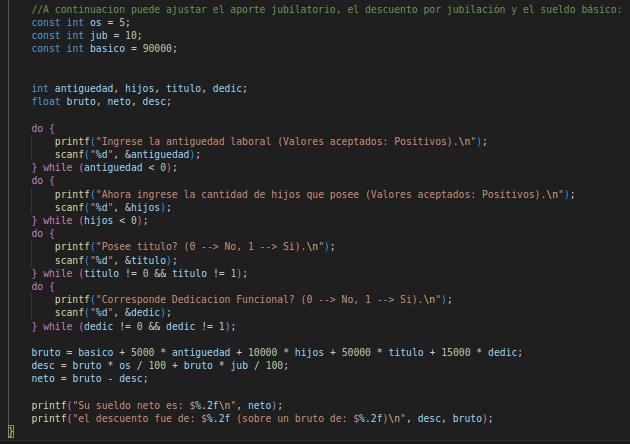 //A continuacion puede ajustar el aporte jubilatorio, el descuento por jubilación y el sueldo básico:
const int os = 5;
const int jub = 10;
const int basico = 90000;
int antiguedad, hijos, titulo, dedic;
float bruto, neto, desc;
do {
printf("Ingrese la antiguedad laboral (Valores aceptados: Positivos).\n");
scanf("%d", &antiguedad);
} while (antiguedad < 0);
do {
printf("Ahora ingrese la cantidad de hijos que posee (Valores aceptados: Positivos).\n");
scanf("%d", &hijos);
} while (hijos < 0);
do {
printf("Posee titulo? (0 --> No, 1 --> Si).\n");
scanf("%d", &titulo);
} while (titulo != 0 && titulo != 1);
do {
printf("Corresponde Dedicacion Funcional? (0 --> No, 1 --> Si).\n");
scanf("%d", &dedic);
} while (dedic != 0 && dedic != 1);
bruto = basico + 5000 * antiguedad + 10000 * hijos + 50000 * titulo + 15000 * dedic;
desc = bruto * os / 100 + bruto * jub / 100;
neto = bruto - desc;
printf("Su sueldo neto es: $%.2f\n", neto);
printf("el descuento fue de: $%.2f (sobre un bruto de: $%.2f)\n", desc, bruto);
}